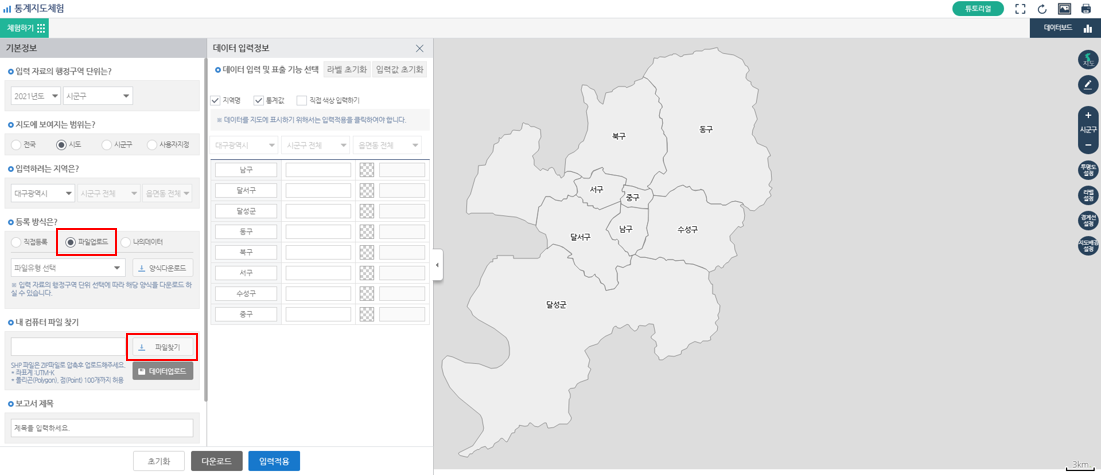 통계지도체험
튜토리얼
체험하기
데이터보드
기본정보
입력 자료의 행정구역 단위는?
2021년도 시군구
지도에 보여지는 범위는?
전국 시도 시군구 사용자지정
입력하려는 지역은?
대구광역시 시군구 전체 읍면동 전체
등록 방식은?
직접등록 파일업로드 나의데이터
파일유형 선택 양식다운로드
※ 입력 자료의 행정구역 단위 선택에 따라 해당 양식을 다운로드 하
실 수 있습니다.
내 컴퓨터 파일 찾기
파일찾기
SHP 파일은 ZIP파일로 압축후 업로드해주세요.
* 좌표계 :UTM-K
* 폴리곤(Polygon), 점(Point) 100개까지 허용
데이터업로드
보고서 제목
제목을 입력하세요.
초기화 다운로드 입력적용
데이터 입력정보
데이터 입력 및 표출 기능 선택 라벨 초기화 입력값 초기화
지역명 통계값 직접 색상 입력하기
※ 데이터를 지도에 표시하기 위해서는 입력적용을 클릭하여야 합니다.
대구광역시 시군구 전체 읍면동 전체
남구
달서구
달성군
동구
북구
서구
수성구
중구
북구
동구
서구
중구
달서구
남구
수성구
달성군
지도
+
시군구
−
투명도
설정
라벨
설정
경계선
설정
지도배경
설정
3km